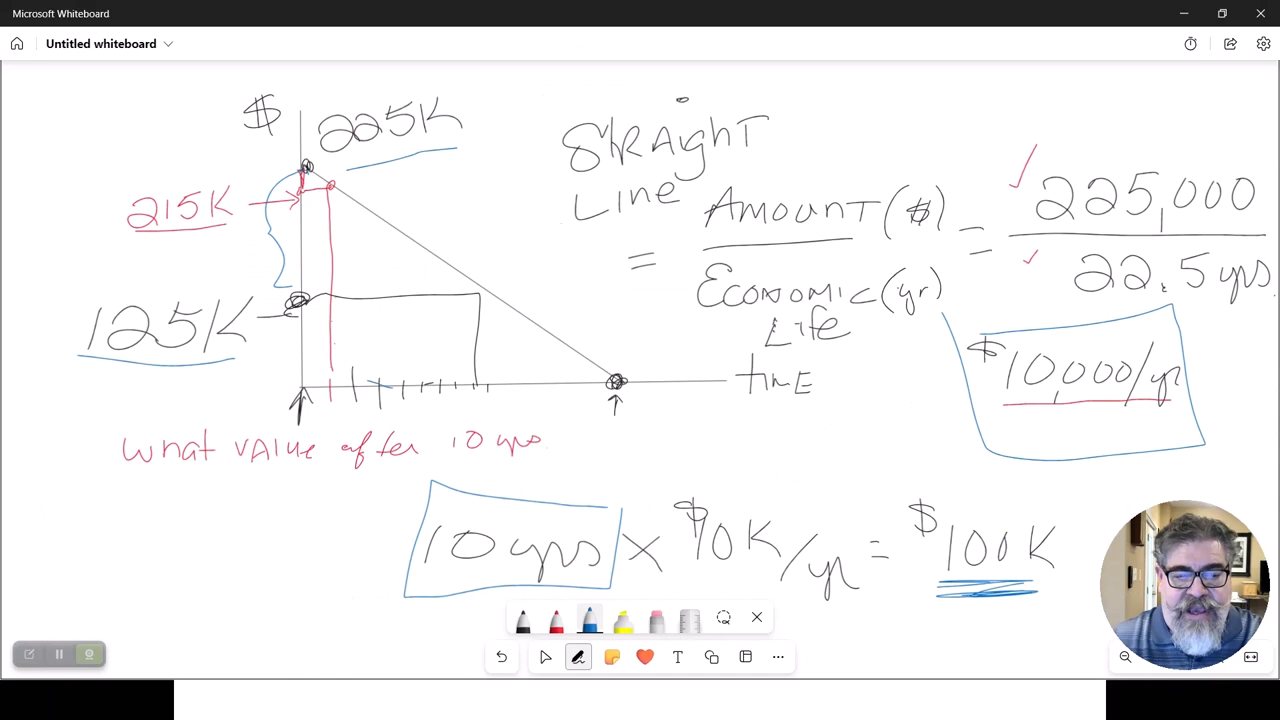 Microsoft Whiteboard
Untitled whiteboard
$
225K
215K
125K
TIME
What value after 10 yrs.
STRAIGHT
LINE
=
AMOUNT ($)
ECONOMIC (yr)
LIFE
=
225,000
22.5 yrs.
$10,000/yr
10 yrs x $10K/yr = $100K
T